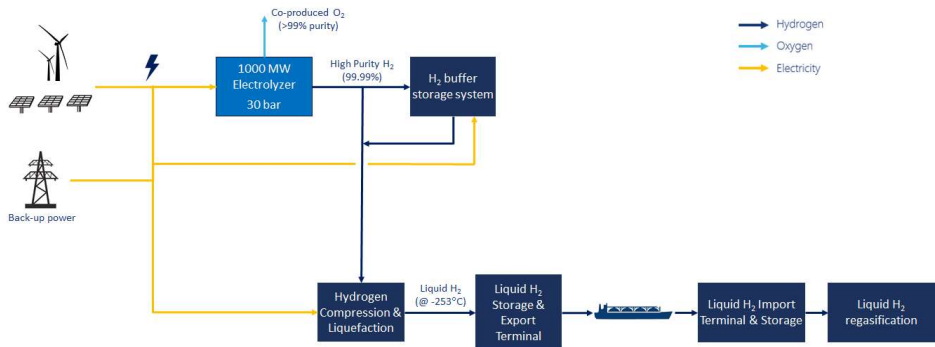 Co-produced O₂
(>99% purity)
Hydrogen
Oxygen
Electricity
1000 MW
Electrolyzer
30 bar
High Purity H₂
(99.99%)
H₂ buffer
storage system
Back-up power
Hydrogen
Compression &
Liquefaction
Liquid H₂
(@ -253°C)
Liquid H₂
Storage &
Export
Terminal
Liquid H₂ Import
Terminal & Storage
Liquid H₂
regasification